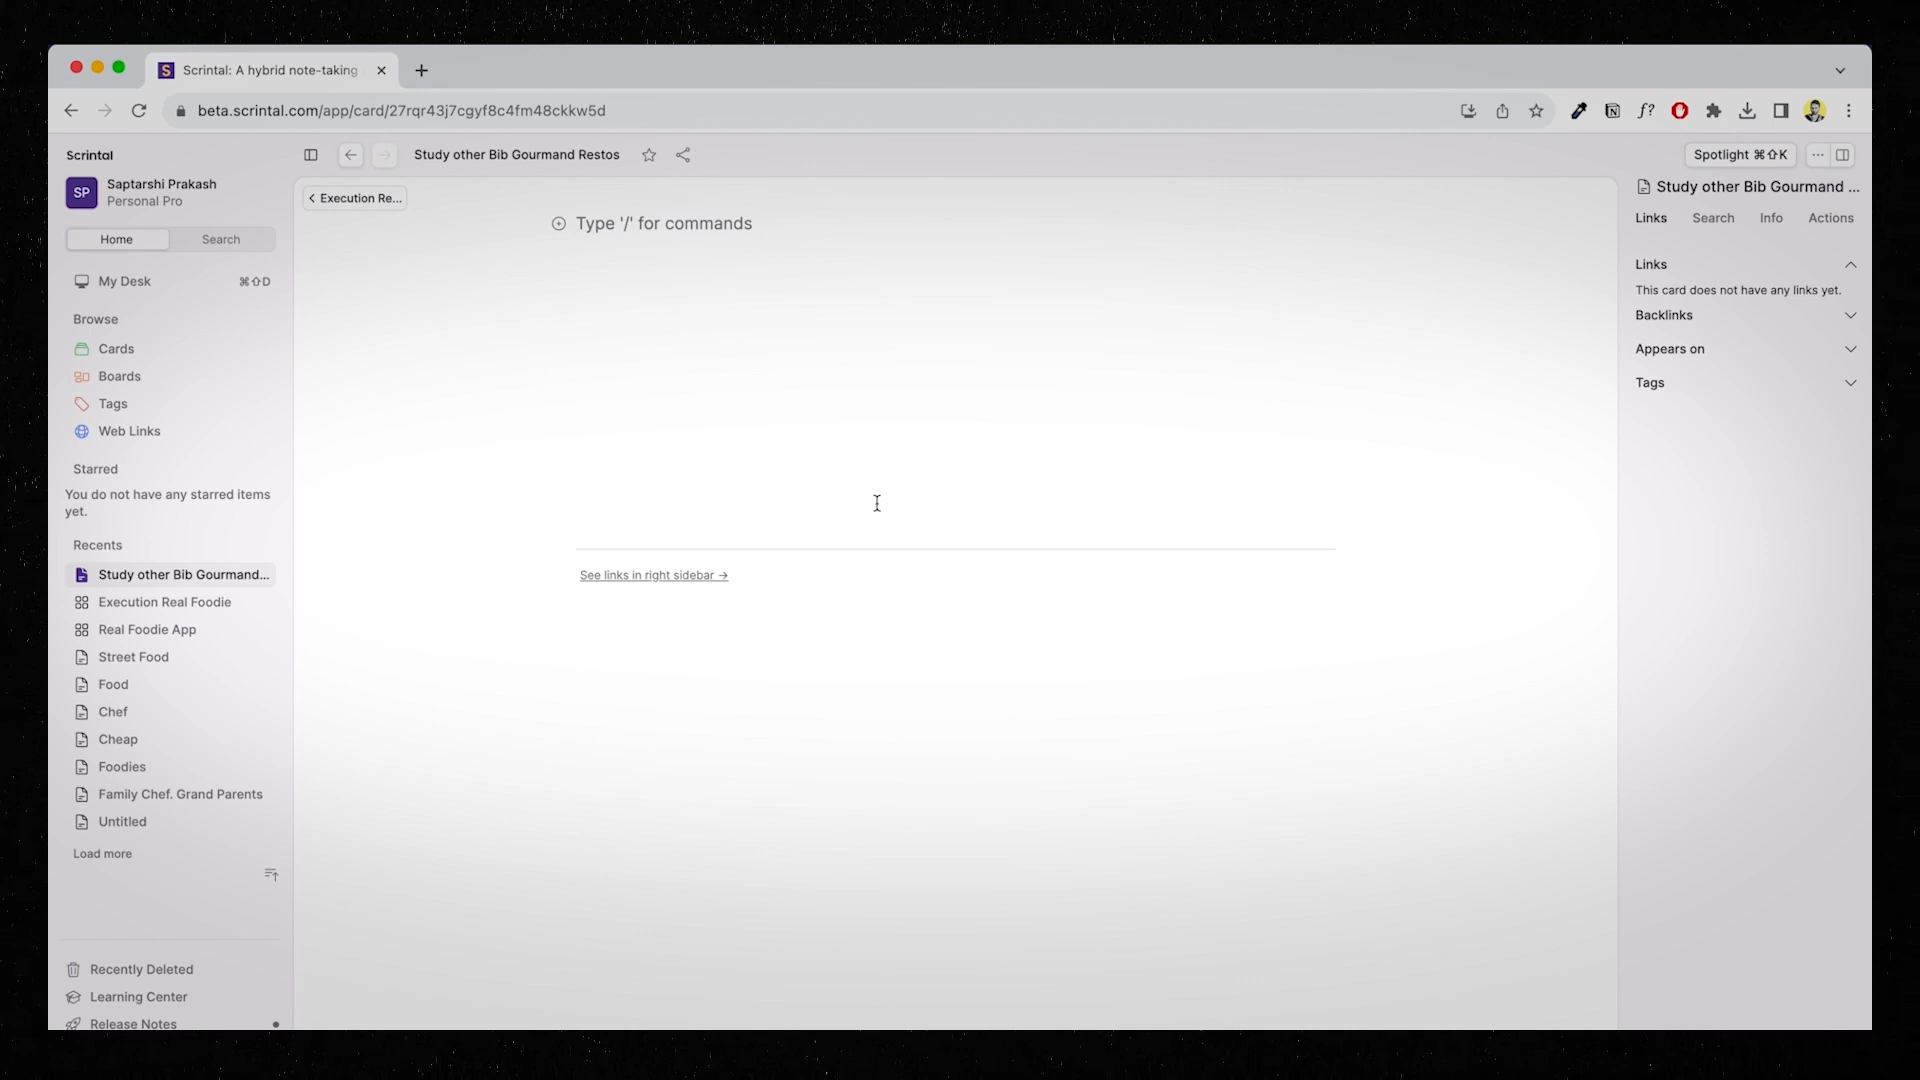 Scrintal: A hybrid note-taking
beta.scrintal.com/app/card/27rqr43j7cgyf8c4fm48ckkw5d
f?
Scrintal
Study other Bib Gourmand Restos
Spotlight ⌘⇧K
SP
Saptarshi Prakash
Personal Pro
Home
Search
My Desk
⌘⇧D
Browse
Cards
Boards
Tags
Web Links
Starred
You do not have any starred items
yet.
Recents
Study other Bib Gourmand...
Execution Real Foodie
Real Foodie App
Street Food
Food
Chef
Cheap
Foodies
Family Chef. Grand Parents
Untitled
Load more
Recently Deleted
Learning Center
Release Notes
Execution Re...
Type '/' for commands
See links in right sidebar →
Study other Bib Gourmand ...
Links
Search
Info
Actions
Links
This card does not have any links yet.
Backlinks
Appears on
Tags